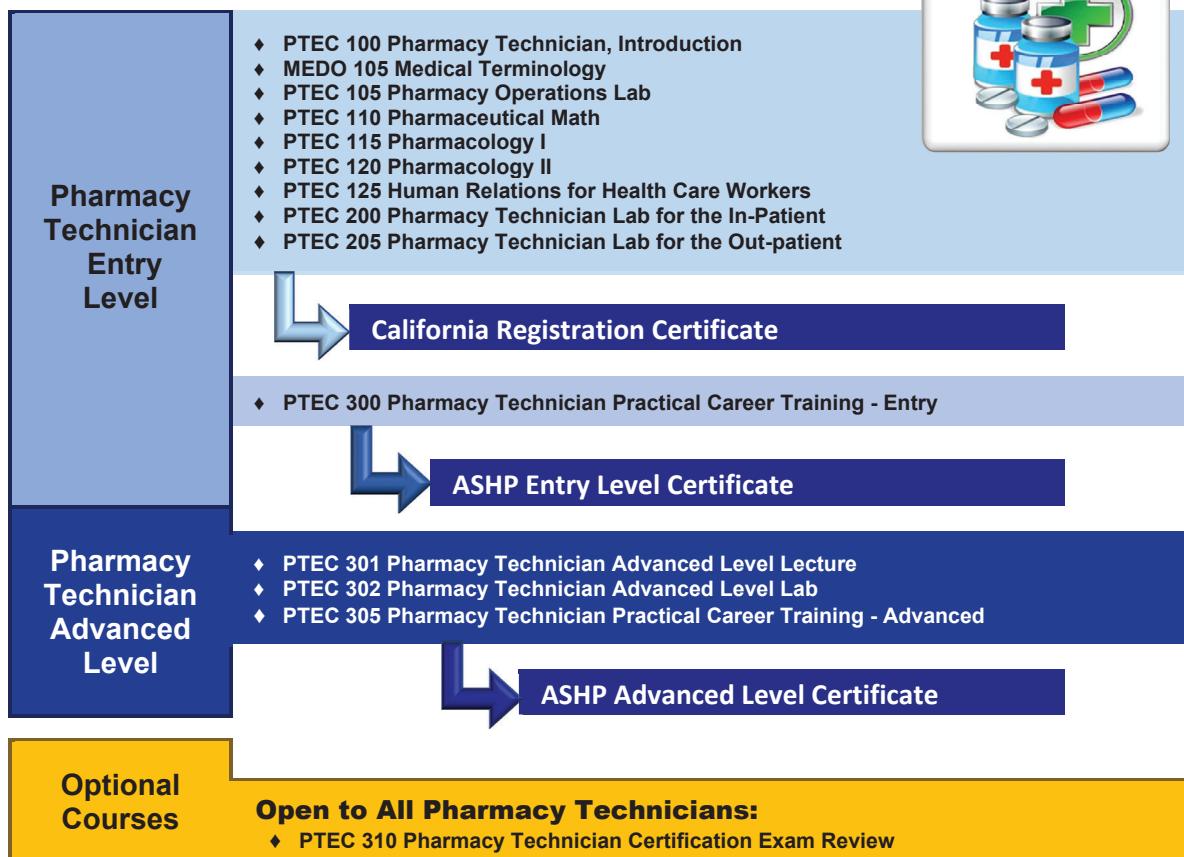 Pharmacy
Technician
Entry
Level
♦ PTEC 100 Pharmacy Technician, Introduction
♦ MEDO 105 Medical Terminology
♦ PTEC 105 Pharmacy Operations Lab
♦ PTEC 110 Pharmaceutical Math
♦ PTEC 115 Pharmacology I
♦ PTEC 120 Pharmacology II
♦ PTEC 125 Human Relations for Health Care Workers
♦ PTEC 200 Pharmacy Technician Lab for the In-Patient
♦ PTEC 205 Pharmacy Technician Lab for the Out-patient
California Registration Certificate
♦ PTEC 300 Pharmacy Technician Practical Career Training - Entry
ASHP Entry Level Certificate
Pharmacy
Technician
Advanced
Level
♦ PTEC 301 Pharmacy Technician Advanced Level Lecture
♦ PTEC 302 Pharmacy Technician Advanced Level Lab
♦ PTEC 305 Pharmacy Technician Practical Career Training - Advanced
ASHP Advanced Level Certificate
Optional
Courses
Open to All Pharmacy Technicians:
♦ PTEC 310 Pharmacy Technician Certification Exam Review